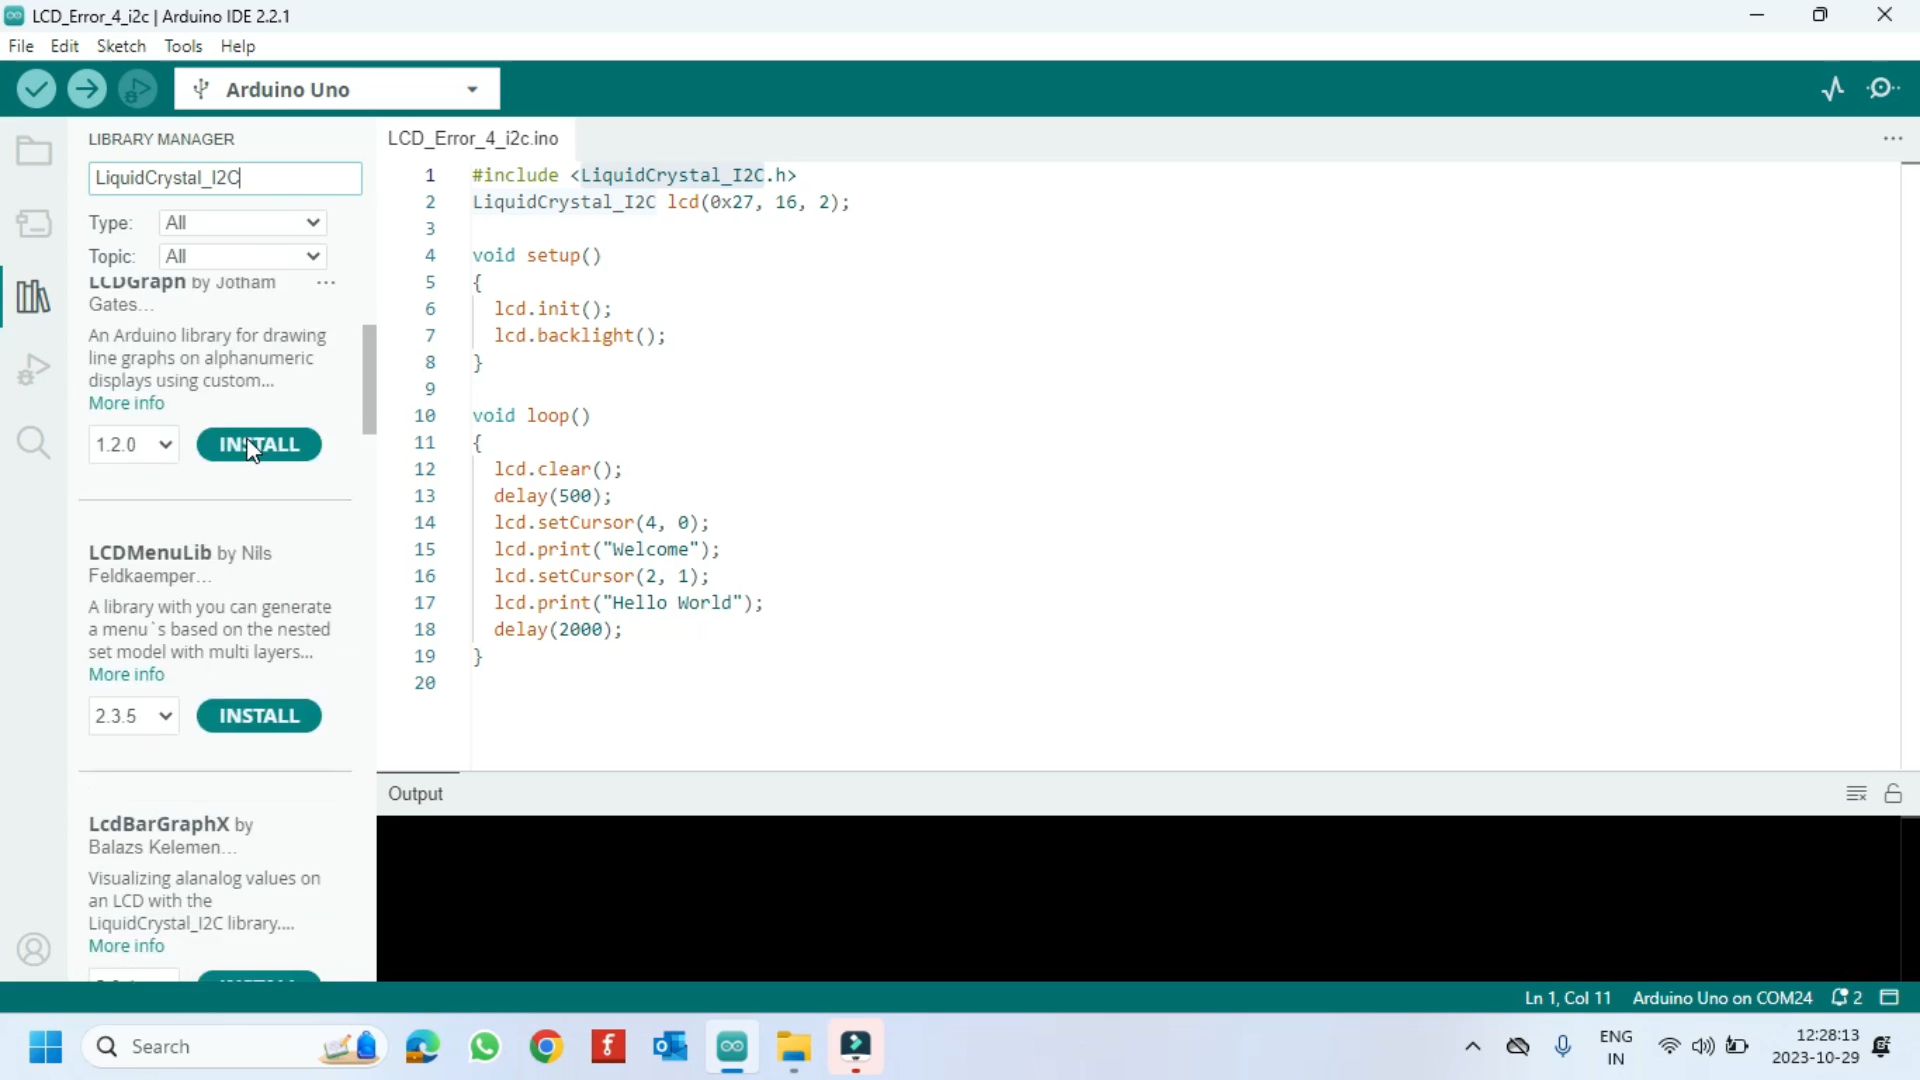 LCD_Error_4_i2c | Arduino IDE 2.2.1
File Edit Sketch Tools Help
Arduino Uno
LIBRARY MANAGER
LiquidCrystal_I2C
Type: All
Topic: All
LCDGraph by Jotham
Gates...
An Arduino library for drawing
line graphs on alphanumeric
displays using custom...
More info
1.2.0 INSTALL
LCDMenuLib by Nils
Feldkaemper...
A library with you can generate
a menu`s based on the nested
set model with multi layers...
More info
2.3.5 INSTALL
LcdBarGraphX by
Balazs Kelemen...
Visualizing alanalog values on
an LCD with the
LiquidCrystal_I2C library....
More info
INSTALL
LCD_Error_4_i2c.ino
1 #include <LiquidCrystal_I2C.h>
2 LiquidCrystal_I2C lcd(0x27, 16, 2);
3
4 void setup()
5 {
6 lcd.init();
7 lcd.backlight();
8 }
9
10 void loop()
11 {
12 lcd.clear();
13 delay(500);
14 lcd.setCursor(4, 0);
15 lcd.print("Welcome");
16 lcd.setCursor(2, 1);
17 lcd.print("Hello World");
18 delay(2000);
19 }
20
Output
Ln 1, Col 11 Arduino Uno on COM24 2
Search
ENG
IN
12:28:13
2023-10-29